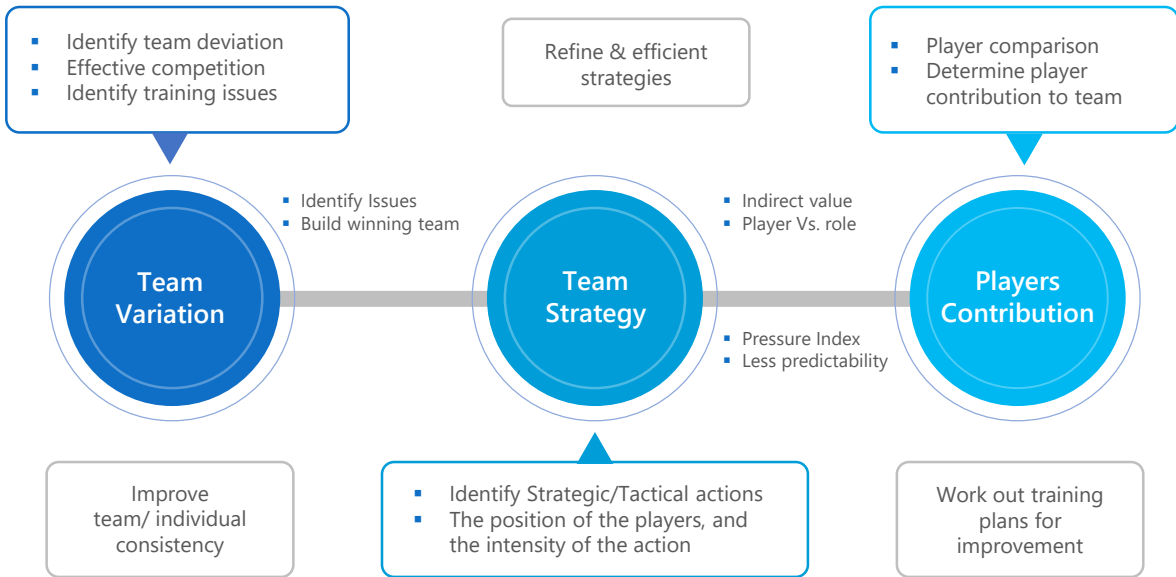 ▪ Identify team deviation
▪ Effective competition
▪ Identify training issues
Refine & efficient
strategies
▪ Player comparison
▪ Determine player
contribution to team
▪ Identify Issues
▪ Build winning team
▪ Indirect value
▪ Player Vs. role
Team
Variation
Team
Strategy
Players
Contribution
▪ Pressure Index
▪ Less predictability
Improve
team/ individual
consistency
▪ Identify Strategic/Tactical actions
▪ The position of the players, and
the intensity of the action
Work out training
plans for
improvement